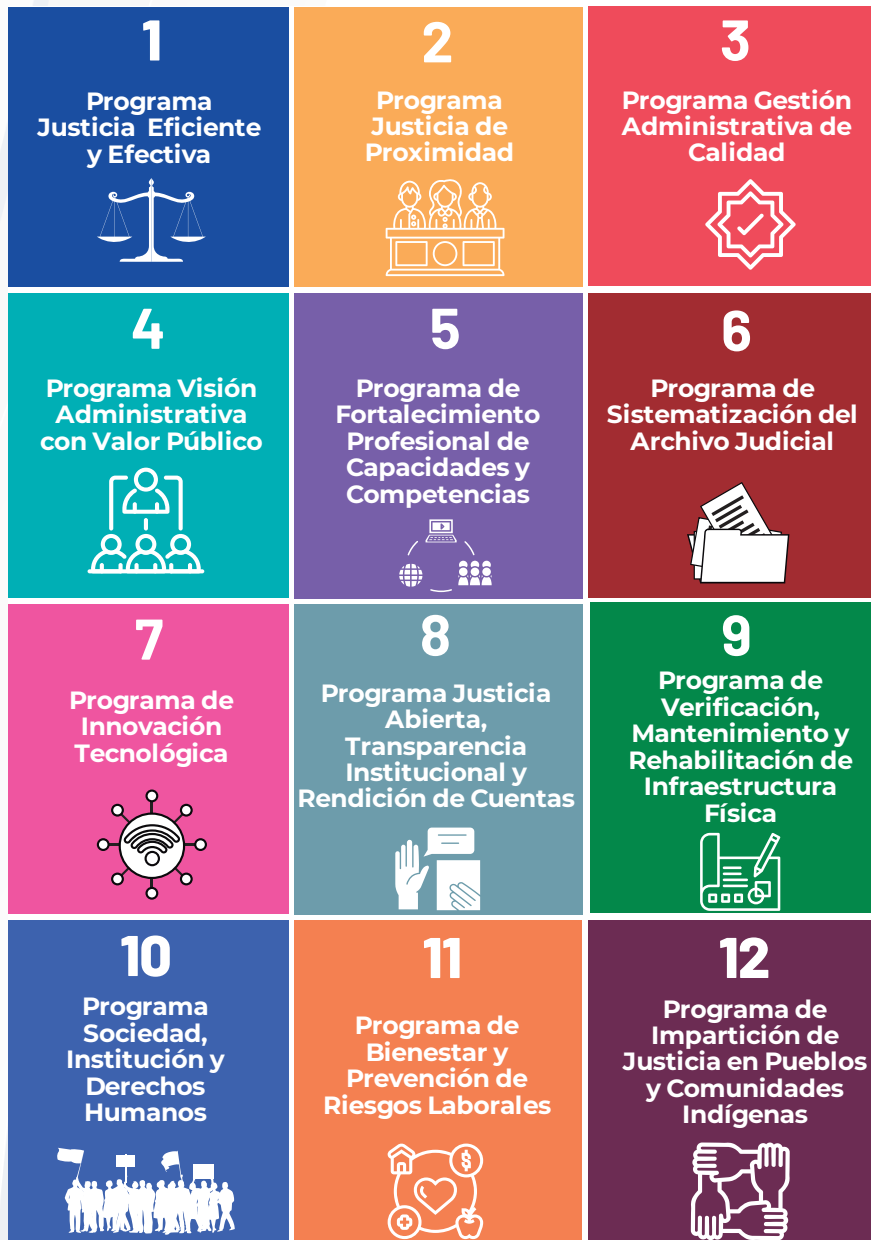 1
Programa
Justicia Eficiente
y Efectiva
2
Programa
Justicia de
Proximidad
3
Programa Gestión
Administrativa de
Calidad
4
Programa Visión
Administrativa
con Valor Público
5
Programa de
Fortalecimiento
Profesional de
Capacidades y
Competencias
6
Programa de
Sistematización del
Archivo Judicial
7
Programa de
Innovación
Tecnológica
8
Programa Justicia
Abierta,
Transparencia
Institucional y
Rendición de Cuentas
9
Programa de
Verificación,
Mantenimiento y
Rehabilitación de
Infraestructura
Física
10
Programa
Sociedad,
Institución y
Derechos
Humanos
11
Programa de
Bienestar y
Prevención de
Riesgos Laborales
12
Programa de
Impartición de
Justicia en Pueblos
y Comunidades
Indígenas